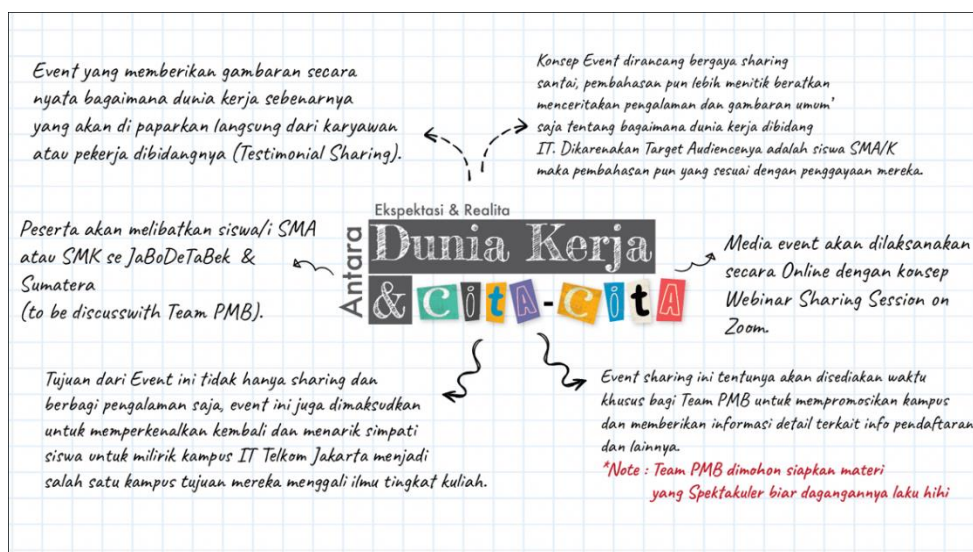 Event yang memberikan gambaran secara
nyata bagaimana dunia kerja sebenarnya
yang akan di paparkan langsung dari karyawan
atau pekerja dibidangnya (Testimonial Sharing).
Konsep Event dirancang bergaya sharing
santai, pembahasan pun lebih menitik beratkan
menceritakan pengalaman dan gambaran umum'
saja tentang bagaimana dunia kerja dibidang
IT. Dikarenakan Target Audiencenya adalah siswa SMA/K
maka pembahasan pun yang sesuai dengan penggayaan mereka.
Peserta akan melibatkan siswa/i SMA
atau SMK se JaBoDeTaBek &
Sumatera
(to be discusswith Team PMB).
Ekspektasi & Realita
Antara
Dunia Kerja
& CiTA-CitA
Media event akan dilaksanakan
secara Online dengan konsep
Webinar Sharing Session on
Zoom.
Tujuan dari Event ini tidak hanya sharing dan
berbagi pengalaman saja, event ini juga dimaksudkan
untuk memperkenalkan kembali dan menarik simpati
siswa untuk milirik kampus IT Telkom Jakarta menjadi
salah satu kampus tujuan mereka menggali ilmu tingkat kuliah.
Event sharing ini tentunya akan disediakan waktu
khusus bagi Team PMB untuk mempromosikan kampus
dan memberikan informasi detail terkait info pendaftaran
dan lainnya.
*Note : Team PMB dimohon siapkan materi
yang Spektakuler biar dagangannya laku hihi